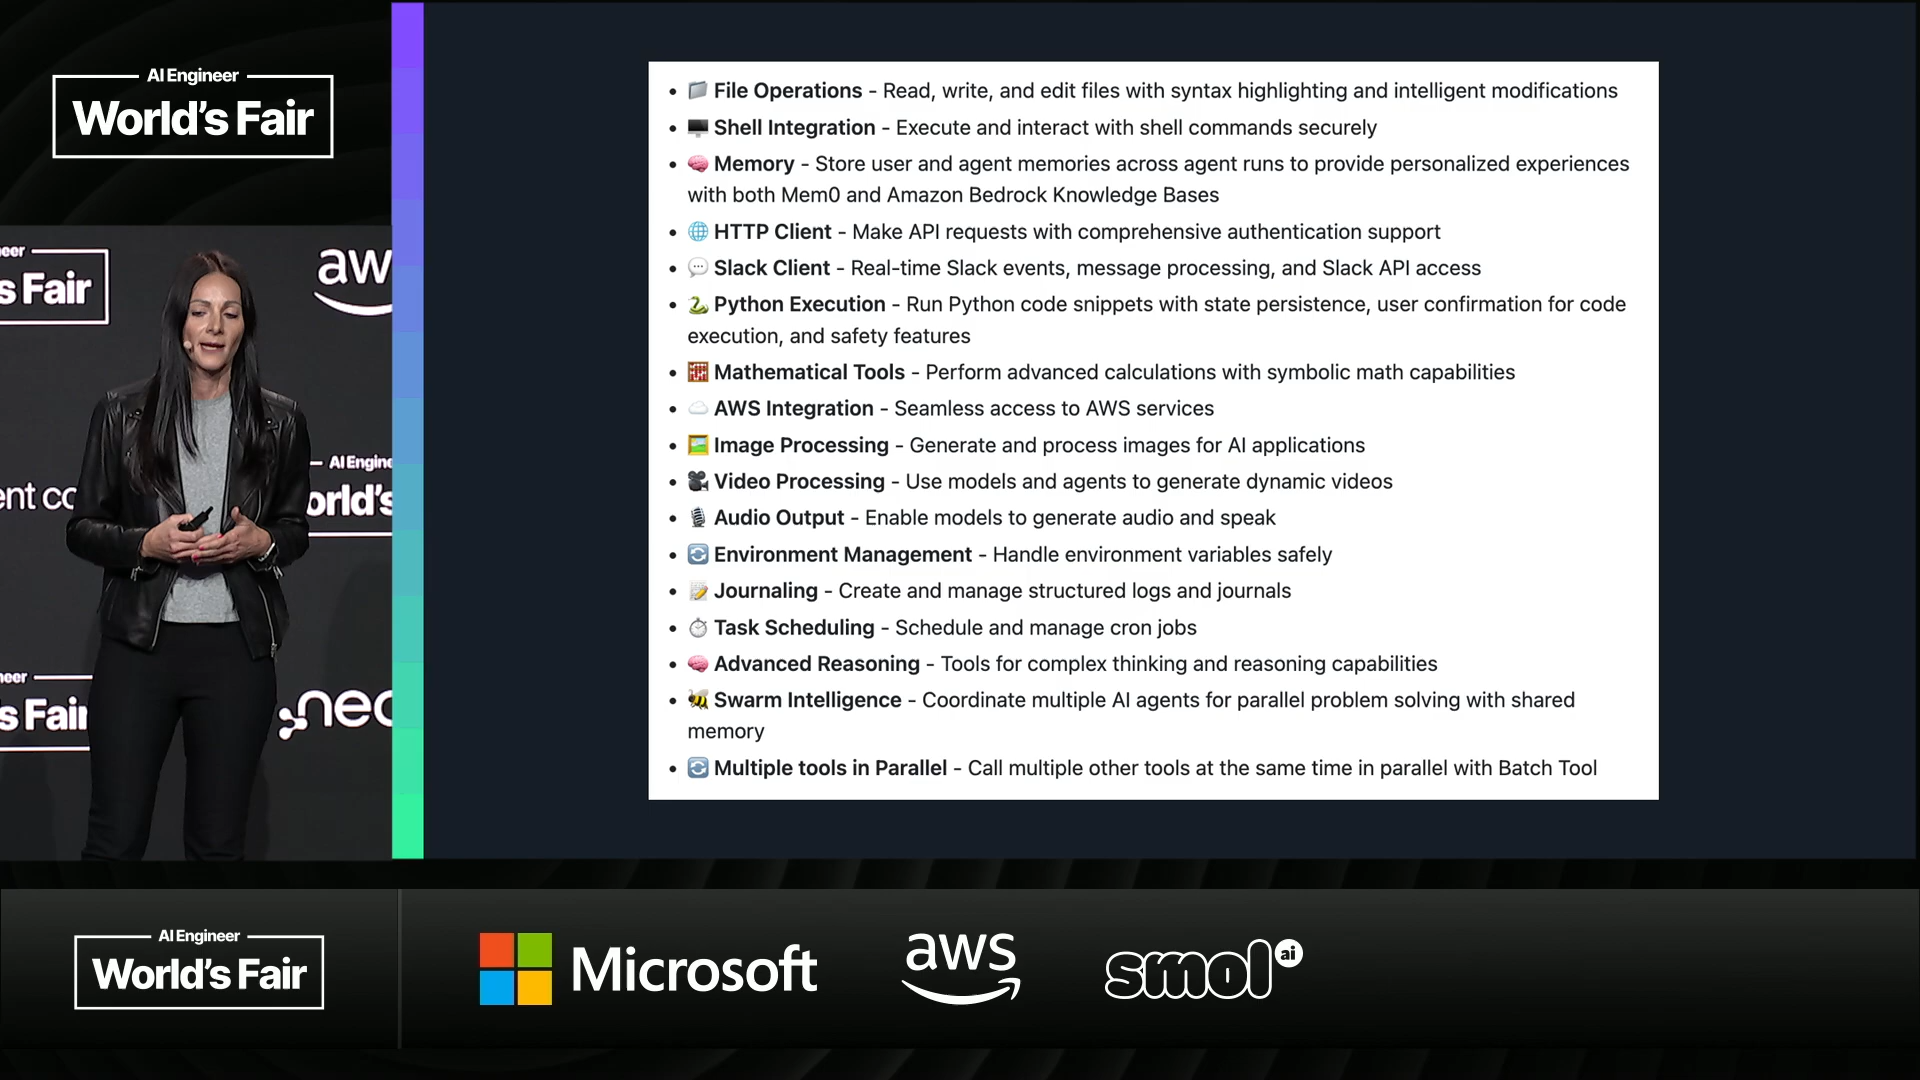 AI Engineer
World's Fair
eer
s Fair
aw
AI Engine
orld's
ent co
eer
s Fair
neo
• 📁 File Operations - Read, write, and edit files with syntax highlighting and intelligent modifications
• 🖥️ Shell Integration - Execute and interact with shell commands securely
• 🧠 Memory - Store user and agent memories across agent runs to provide personalized experiences
with both Mem0 and Amazon Bedrock Knowledge Bases
• 🌐 HTTP Client - Make API requests with comprehensive authentication support
• 💬 Slack Client - Real-time Slack events, message processing, and Slack API access
• 🐍 Python Execution - Run Python code snippets with state persistence, user confirmation for code
execution, and safety features
• 🧮 Mathematical Tools - Perform advanced calculations with symbolic math capabilities
• ☁️ AWS Integration - Seamless access to AWS services
• 🖼️ Image Processing - Generate and process images for AI applications
• 🎥 Video Processing - Use models and agents to generate dynamic videos
• 🎙️ Audio Output - Enable models to generate audio and speak
• 🔄 Environment Management - Handle environment variables safely
• 📝 Journaling - Create and manage structured logs and journals
• ⏱️ Task Scheduling - Schedule and manage cron jobs
• 🧠 Advanced Reasoning - Tools for complex thinking and reasoning capabilities
• 🐝 Swarm Intelligence - Coordinate multiple AI agents for parallel problem solving with shared
memory
• 🔄 Multiple tools in Parallel - Call multiple other tools at the same time in parallel with Batch Tool
AI Engineer
World's Fair
Microsoft
aws
smol ai